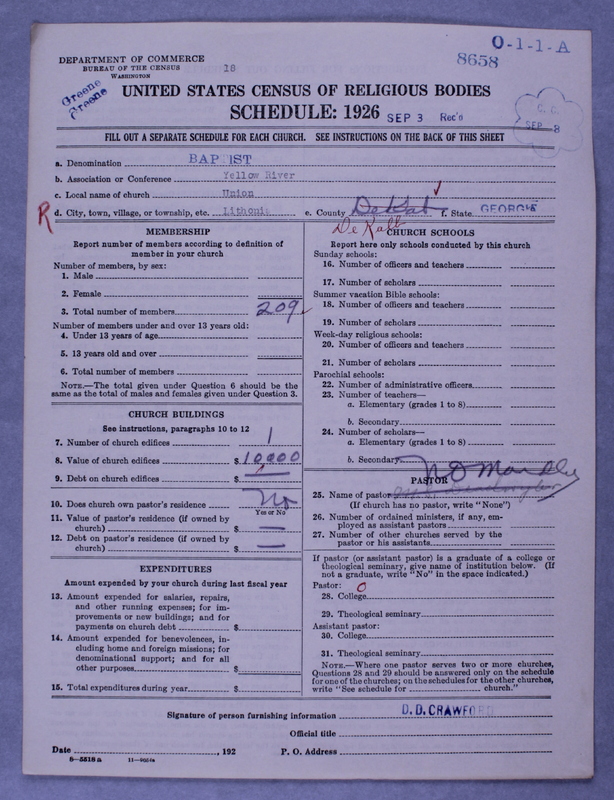 O-1-1-A
8658
DEPARTMENT OF COMMERCE
BUREAU OF THE CENSUS
WASHINGTON
18
Greene
Greene
UNITED STATES CENSUS OF RELIGIOUS BODIES
SCHEDULE: 1926 SEP 3 Rec'd
C. C.
SEP 8
FILL OUT A SEPARATE SCHEDULE FOR EACH CHURCH. SEE INSTRUCTIONS ON THE BACK OF THIS SHEET
a. Denomination BAPTIST
b. Association or Conference Yellow River
c. Local name of church Union
R d. City, town, village, or township, etc. Lithonia e. County DeKalb f. State GEORGIA
De Kalb
MEMBERSHIP
Report number of members according to definition of
member in your church
Number of members, by sex:
1. Male
2. Female
3. Total number of members 209
Number of members under and over 13 years old:
4. Under 13 years of age
5. 13 years old and over
6. Total number of members
NOTE.—The total given under Question 6 should be the
same as the total of males and females given under Question 3.
CHURCH BUILDINGS
See instructions, paragraphs 10 to 12
7. Number of church edifices 1
8. Value of church edifices $ 10000
9. Debt on church edifices $ —
10. Does church own pastor's residence No
Yes or No
11. Value of pastor's residence (if owned by
church) $ —
12. Debt on pastor's residence (if owned by
church) $ —
EXPENDITURES
Amount expended by your church during last fiscal year
13. Amount expended for salaries, repairs,
and other running expenses; for im-
provements or new buildings; and for
payments on church debt $
14. Amount expended for benevolences, in-
cluding home and foreign missions; for
denominational support; and for all
other purposes $
15. Total expenditures during year $
CHURCH SCHOOLS
Report here only schools conducted by this church
Sunday schools:
16. Number of officers and teachers
17. Number of scholars
Summer vacation Bible schools:
18. Number of officers and teachers
19. Number of scholars
Week-day religious schools:
20. Number of officers and teachers
21. Number of scholars
Parochial schools:
22. Number of administrative officers
23. Number of teachers—
a. Elementary (grades 1 to 8)
b. Secondary
24. Number of scholars—
a. Elementary (grades 1 to 8)
b. Secondary
PASTOR
25. Name of pastor
(If church has no pastor, write "None")
26. Number of ordained ministers, if any, em-
ployed as assistant pastors
27. Number of other churches served by the
pastor or his assistants
If pastor (or assistant pastor) is a graduate of a college or
theological seminary, give name of institution below. (If
not a graduate, write "No" in the space indicated.)
Pastor: 0
28. College
29. Theological seminary
Assistant pastor:
30. College
31. Theological seminary
NOTE.—Where one pastor serves two or more churches,
Questions 28 and 29 should be answered only on the schedule
for one of the churches; on the schedules for the other churches,
write "See schedule for church."
Signature of person furnishing information D. D. CRAWFORD
Official title
Date , 192 P. O. Address
8—5518 a 11—9654a